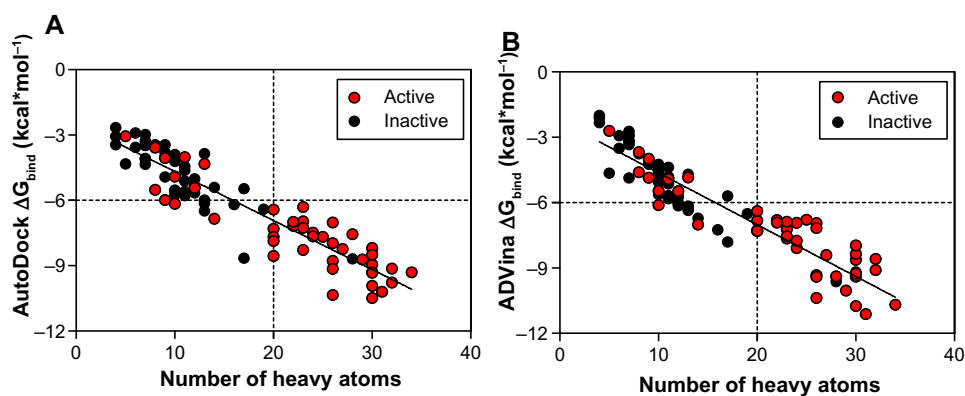 A
AutoDock ΔG_bind (kcal*mol⁻¹)
0
−3
−6
−9
−12
Active
Inactive
0 10 20 30 40
Number of heavy atoms
B
ADVina ΔG_bind (kcal*mol⁻¹)
0
−3
−6
−9
−12
Active
Inactive
0 10 20 30 40
Number of heavy atoms